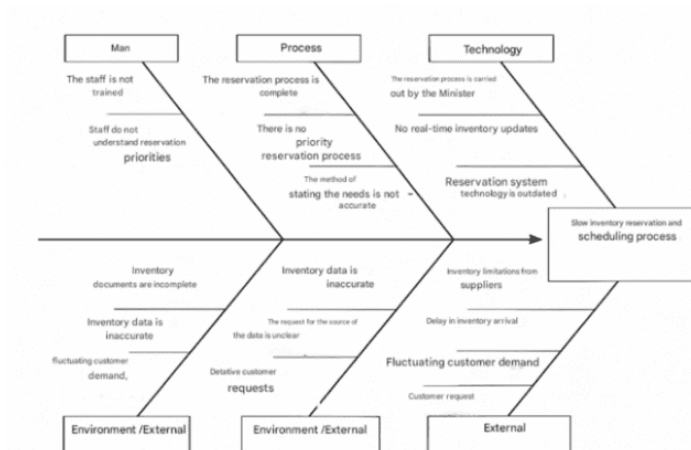 Man
Process
Technology
The staff is not
trained
Staff do not
understand reservation
priorities
The reservation process is
complete
There is no
priority
reservation process
The method of
stating the needs is not
accurate
The reservation process is carried
out by the Minister
No real-time inventory updates
Reservation system
technology is outdated
Slow inventory reservation and
scheduling process
Inventory
documents are incomplete
Inventory data is
inaccurate
fluctuating customer
demand,
Inventory data is
inaccurate
The request for the source of
the data is unclear
Detative customer
requests
Inventory limitations from
suppliers
Delay in inventory arrival
Fluctuating customer demand
Customer request
Environment /External
Environment /External
External